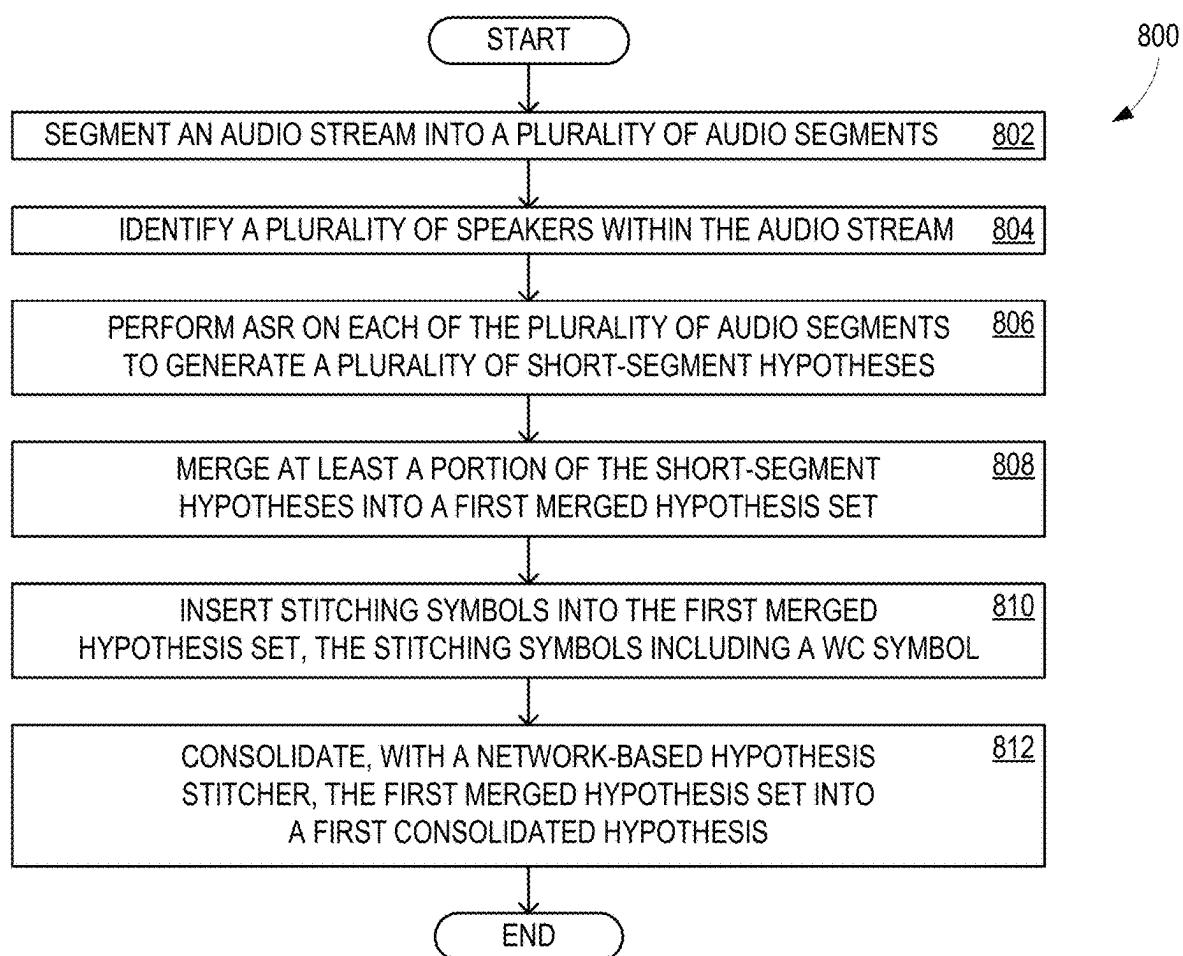 START
800
SEGMENT AN AUDIO STREAM INTO A PLURALITY OF AUDIO SEGMENTS 802
IDENTIFY A PLURALITY OF SPEAKERS WITHIN THE AUDIO STREAM 804
PERFORM ASR ON EACH OF THE PLURALITY OF AUDIO SEGMENTS 806
TO GENERATE A PLURALITY OF SHORT-SEGMENT HYPOTHESES
MERGE AT LEAST A PORTION OF THE SHORT-SEGMENT 808
HYPOTHESES INTO A FIRST MERGED HYPOTHESIS SET
INSERT STITCHING SYMBOLS INTO THE FIRST MERGED 810
HYPOTHESIS SET, THE STITCHING SYMBOLS INCLUDING A WC SYMBOL
CONSOLIDATE, WITH A NETWORK-BASED HYPOTHESIS 812
STITCHER, THE FIRST MERGED HYPOTHESIS SET INTO
A FIRST CONSOLIDATED HYPOTHESIS
END